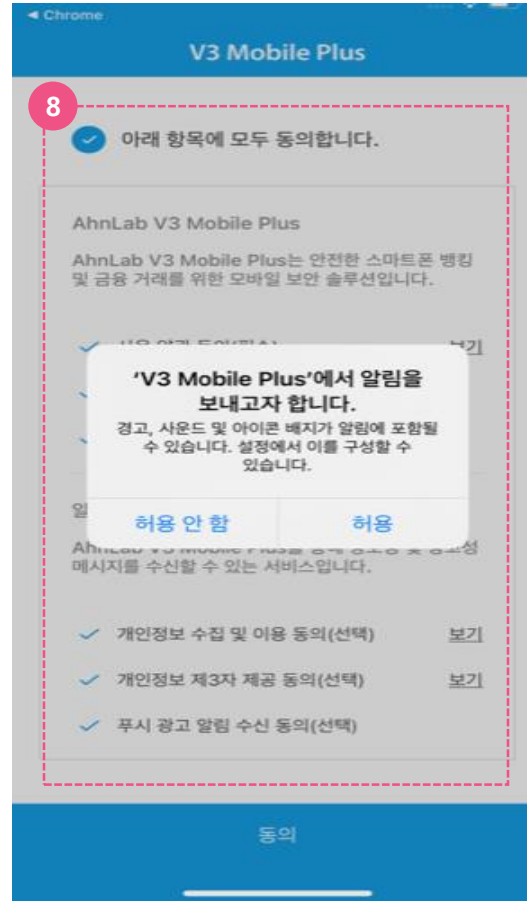 ◀ Chrome
V3 Mobile Plus
8
아래 항목에 모두 동의합니다.
AhnLab V3 Mobile Plus
AhnLab V3 Mobile Plus는 안전한 스마트폰 뱅킹
및 금융 거래를 위한 모바일 보안 솔루션입니다.
보기
'V3 Mobile Plus'에서 알림을
보내고자 합니다.
경고, 사운드 및 아이콘 배지가 알림에 포함될
수 있습니다. 설정에서 이를 구성할 수
있습니다.
허용 안 함 허용
메시지를 수신할 수 있는 서비스입니다.
개인정보 수집 및 이용 동의(선택) 보기
개인정보 제3자 제공 동의(선택) 보기
푸시 광고 알림 수신 동의(선택)
동의